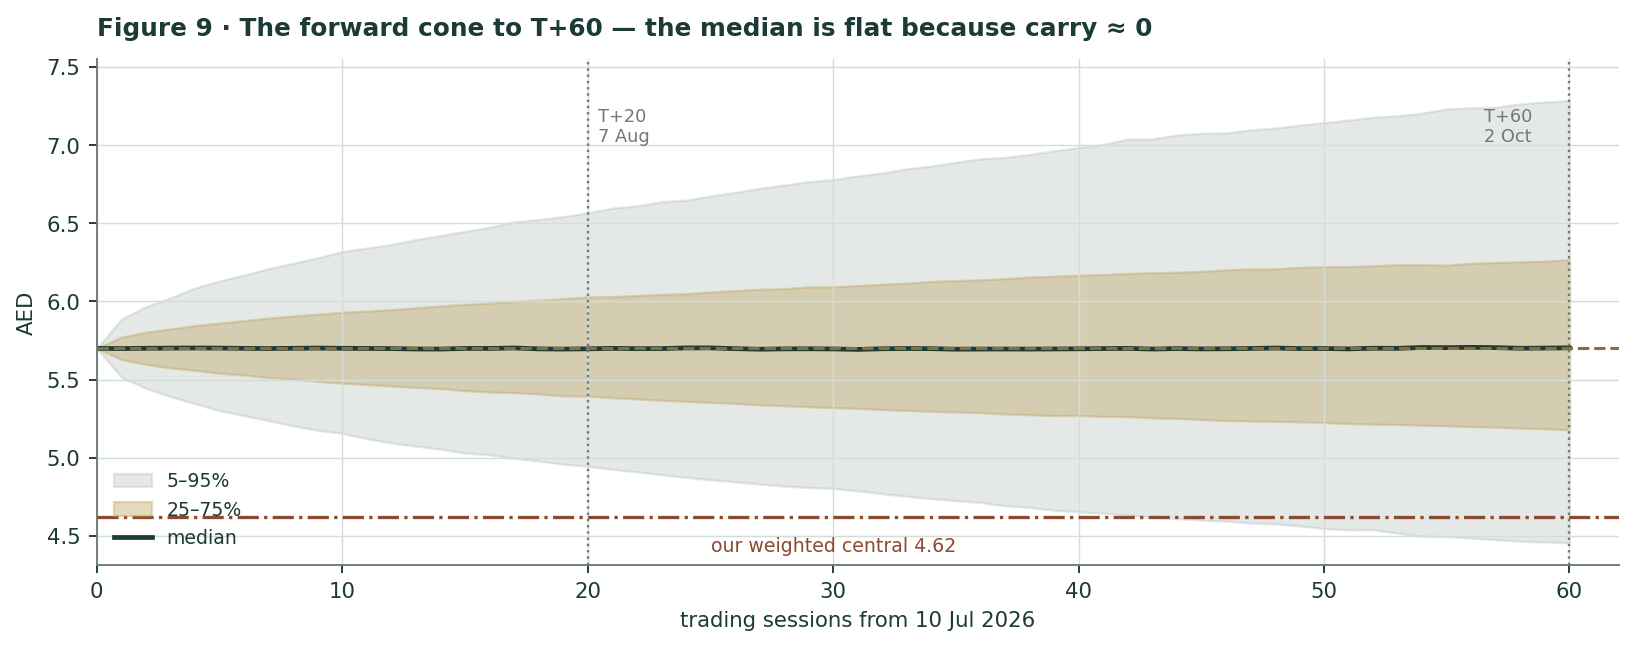 Figure 9 · The forward cone to T+60 — the median is flat because carry ≈ 0
AED
7.5
7.0
6.5
6.0
5.5
5.0
4.5
T+20
7 Aug
T+60
2 Oct
5–95%
25–75%
median
our weighted central 4.62
0
10
20
30
40
50
60
trading sessions from 10 Jul 2026